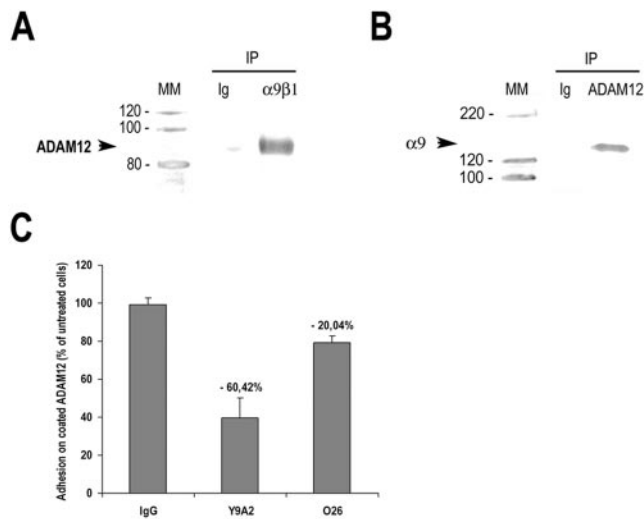 A
IP
MM
Ig
α9β1
120 -
100 -
ADAM12
80 -
B
IP
MM
Ig
ADAM12
220 -
α9
120 -
100 -
C
Adhesion on coated ADAM12 (% of untreated cells)
120
100
80
60
40
20
0
- 60,42%
- 20,04%
IgG
Y9A2
O26